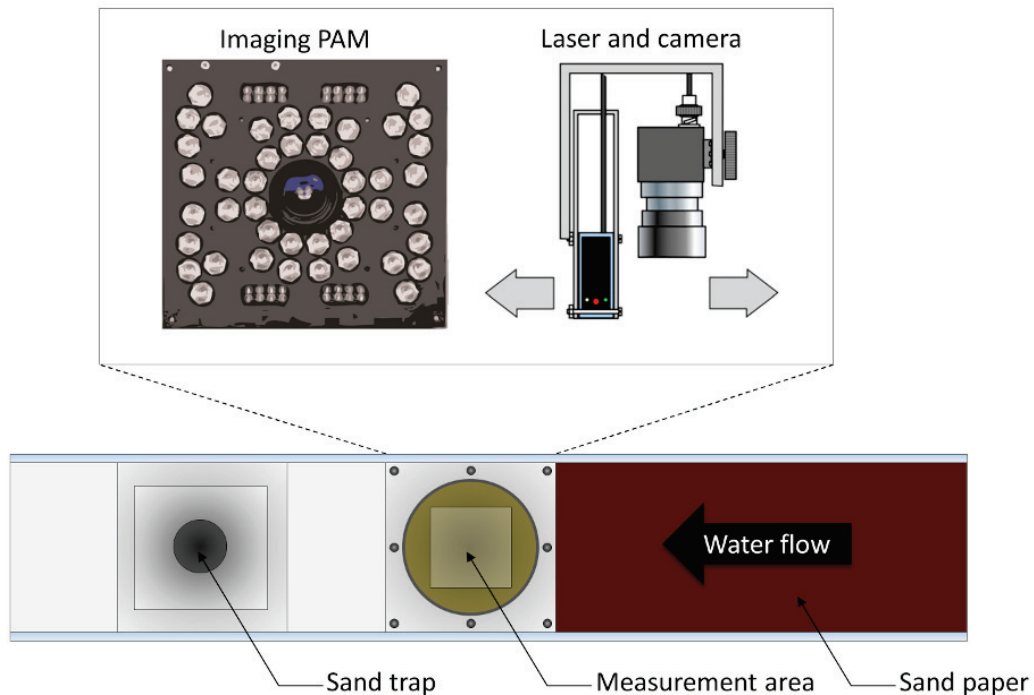 Imaging PAM
Laser and camera
Water flow
Sand trap
Measurement area
Sand paper